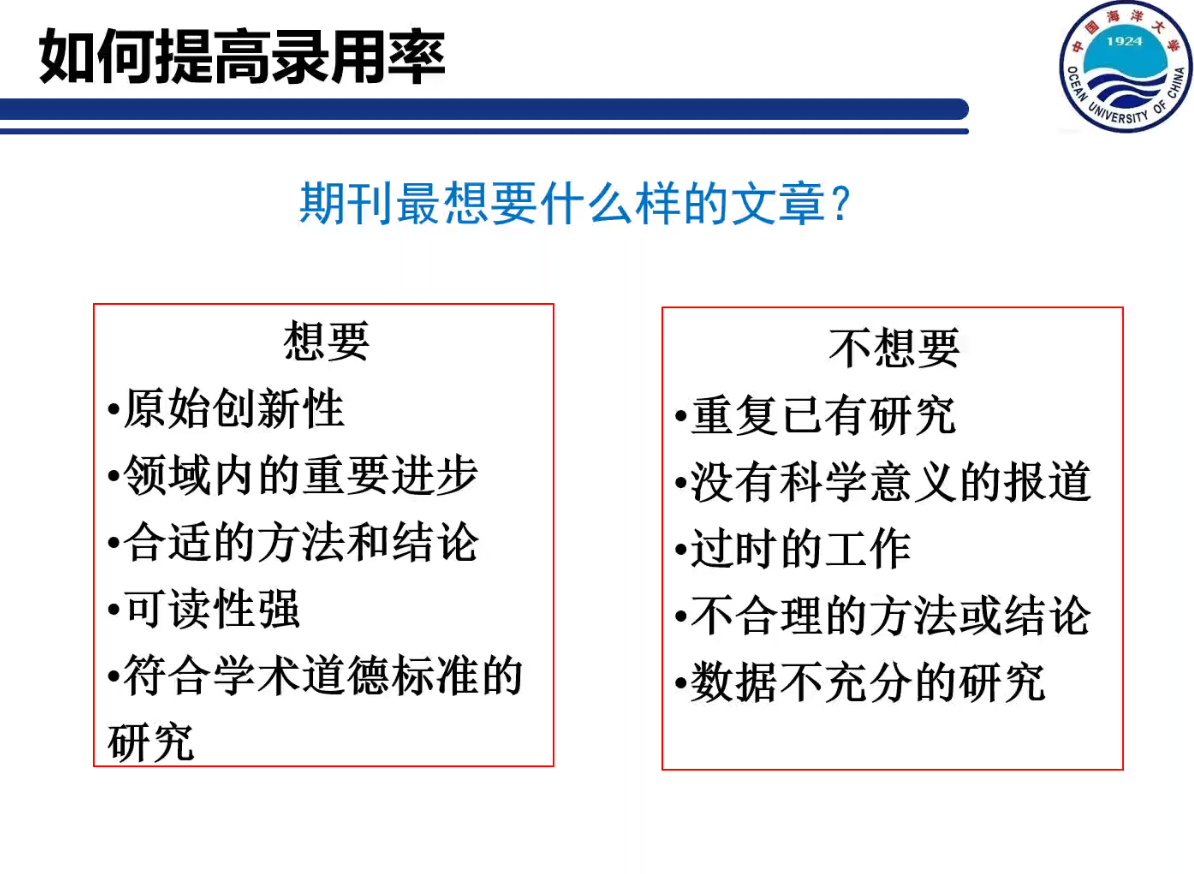 如何提高录用率
中国海洋大学
1924
OCEAN UNIVERSITY OF CHINA
期刊最想要什么样的文章？
想要
•原始创新性
•领域内的重要进步
•合适的方法和结论
•可读性强
•符合学术道德标准的
研究
不想要
•重复已有研究
•没有科学意义的报道
•过时的工作
•不合理的方法或结论
•数据不充分的研究